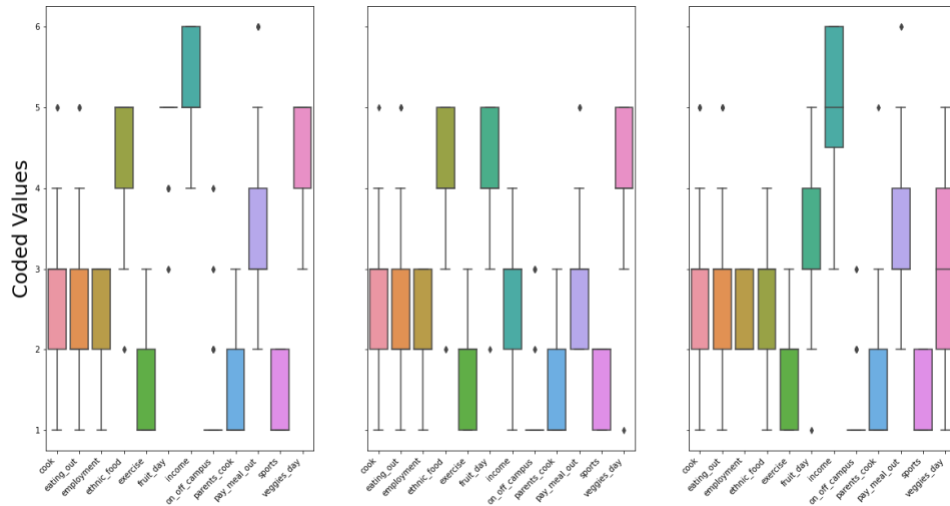 Coded Values
6
5
4
3
2
1
cook
eating_out
employment
ethnic_food
exercise
fruit_day
income
on_off_campus
parents_cook
pay_meal_out
sports
veggies_day
cook
eating_out
employment
ethnic_food
exercise
fruit_day
income
on_off_campus
parents_cook
pay_meal_out
sports
veggies_day
cook
eating_out
employment
ethnic_food
exercise
fruit_day
income
on_off_campus
parents_cook
pay_meal_out
sports
veggies_day